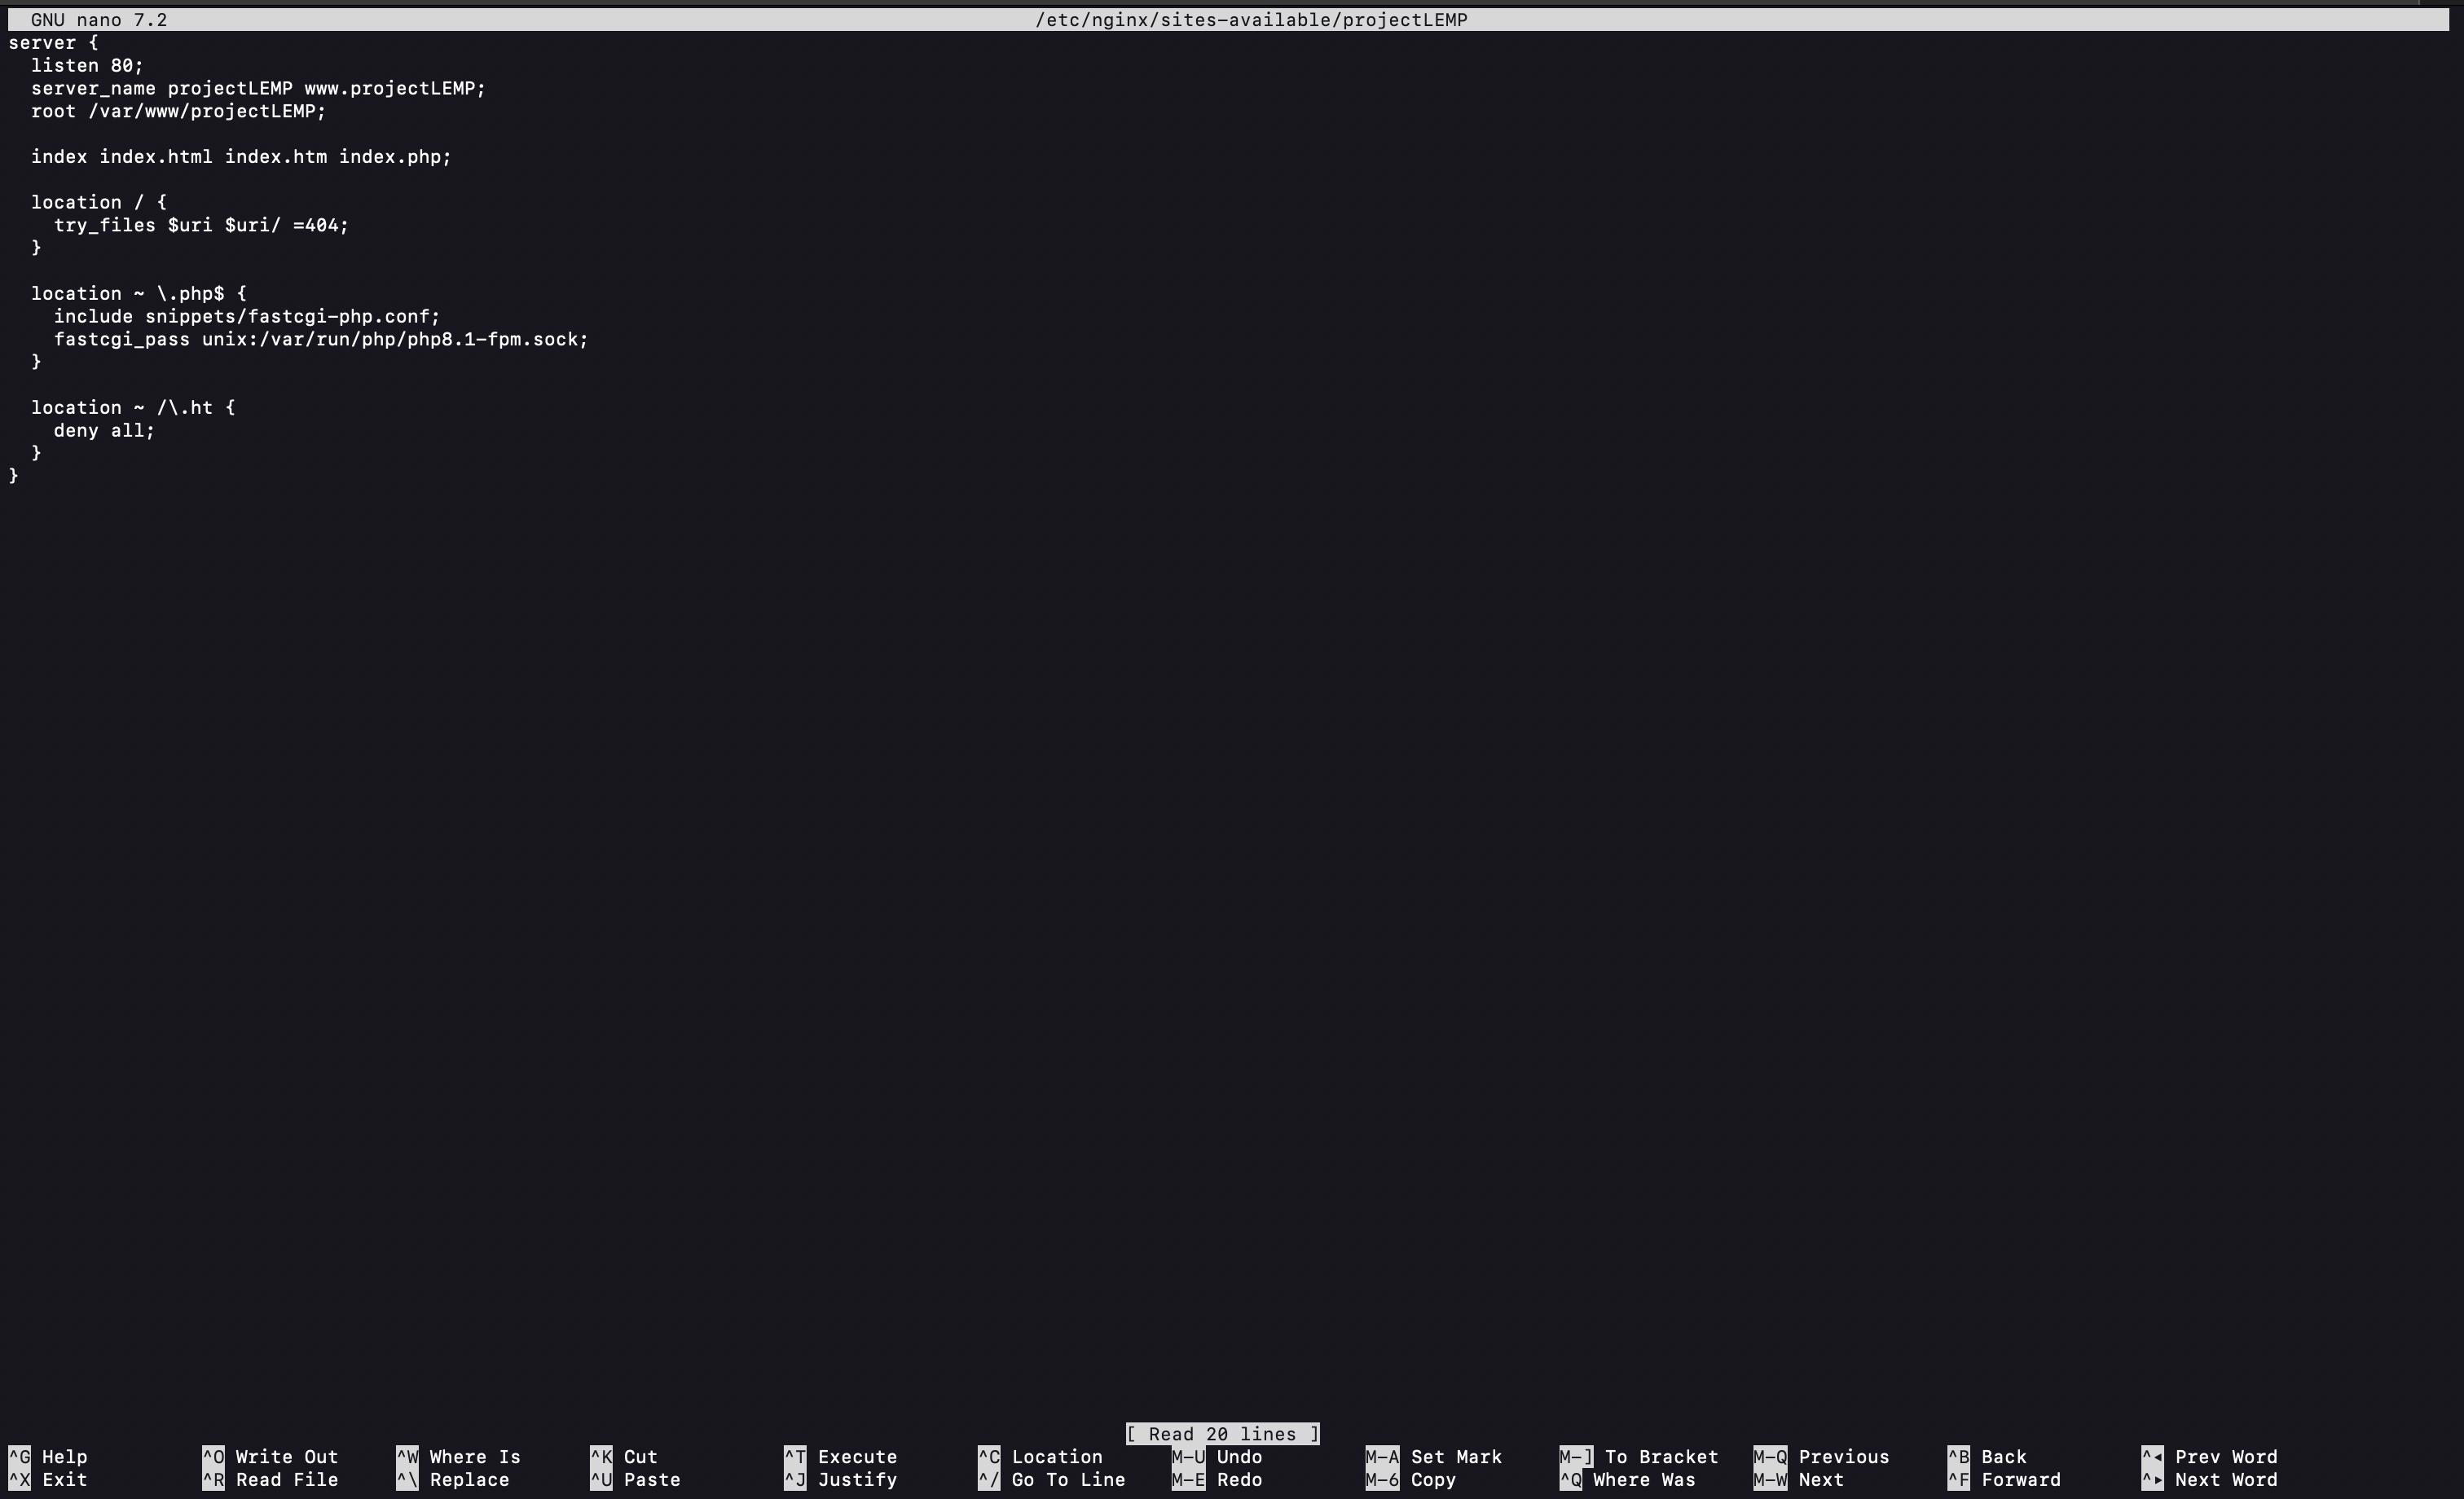 GNU nano 7.2 /etc/nginx/sites-available/projectLEMP
server {
  listen 80;
  server_name projectLEMP www.projectLEMP;
  root /var/www/projectLEMP;

  index index.html index.htm index.php;

  location / {
    try_files $uri $uri/ =404;
  }

  location ~ \.php$ {
    include snippets/fastcgi-php.conf;
    fastcgi_pass unix:/var/run/php/php8.1-fpm.sock;
  }

  location ~ /\.ht {
    deny all;
  }
}
[ Read 20 lines ]
^G Help ^O Write Out ^W Where Is ^K Cut ^T Execute ^C Location M-U Undo M-A Set Mark M-] To Bracket M-Q Previous ^B Back ^◂ Prev Word
^X Exit ^R Read File ^\ Replace ^U Paste ^J Justify ^/ Go To Line M-E Redo M-6 Copy ^Q Where Was M-W Next ^F Forward ^▸ Next Word